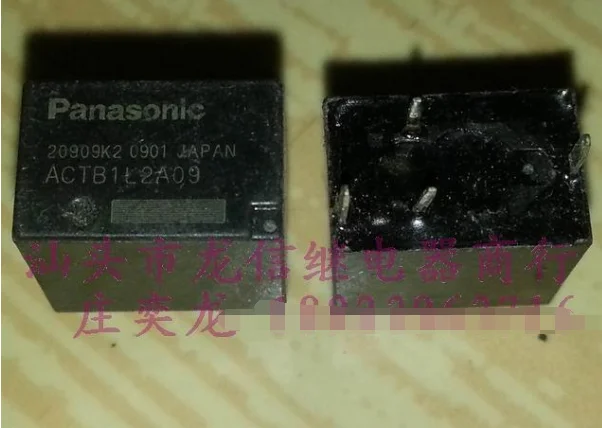 Panasonic
20909K2 0901 JAPAN
ACTB1L2A09
汕头市龙信继电器商行
庄奕龙